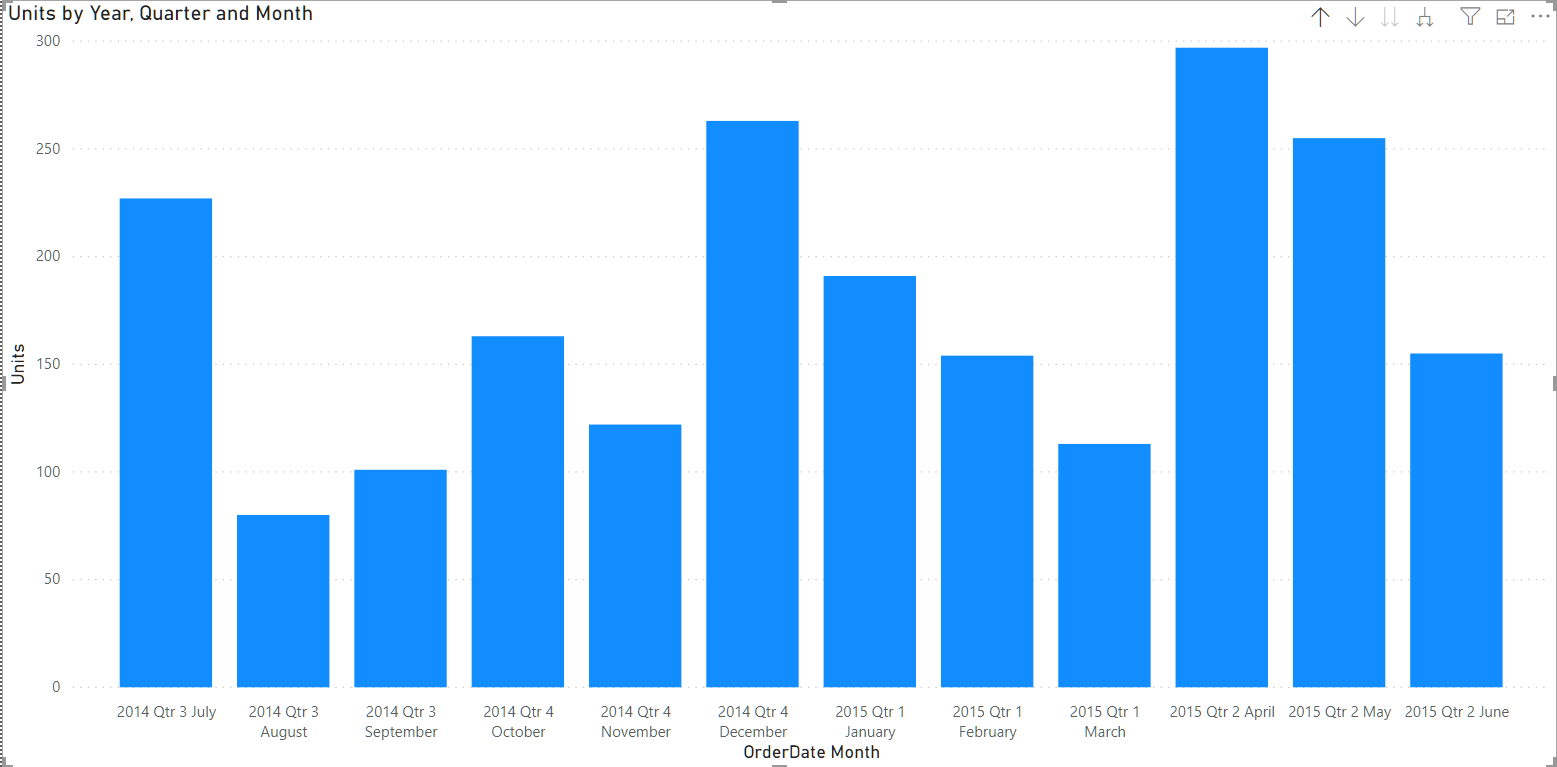 Units by Year, Quarter and Month
300
250
200
150
100
50
0
Units
2014 Qtr 3 July
2014 Qtr 3
August
2014 Qtr 3
September
2014 Qtr 4
October
2014 Qtr 4
November
2014 Qtr 4
December
2015 Qtr 1
January
2015 Qtr 1
February
2015 Qtr 1
March
2015 Qtr 2 April
2015 Qtr 2 May
2015 Qtr 2 June
OrderDate Month